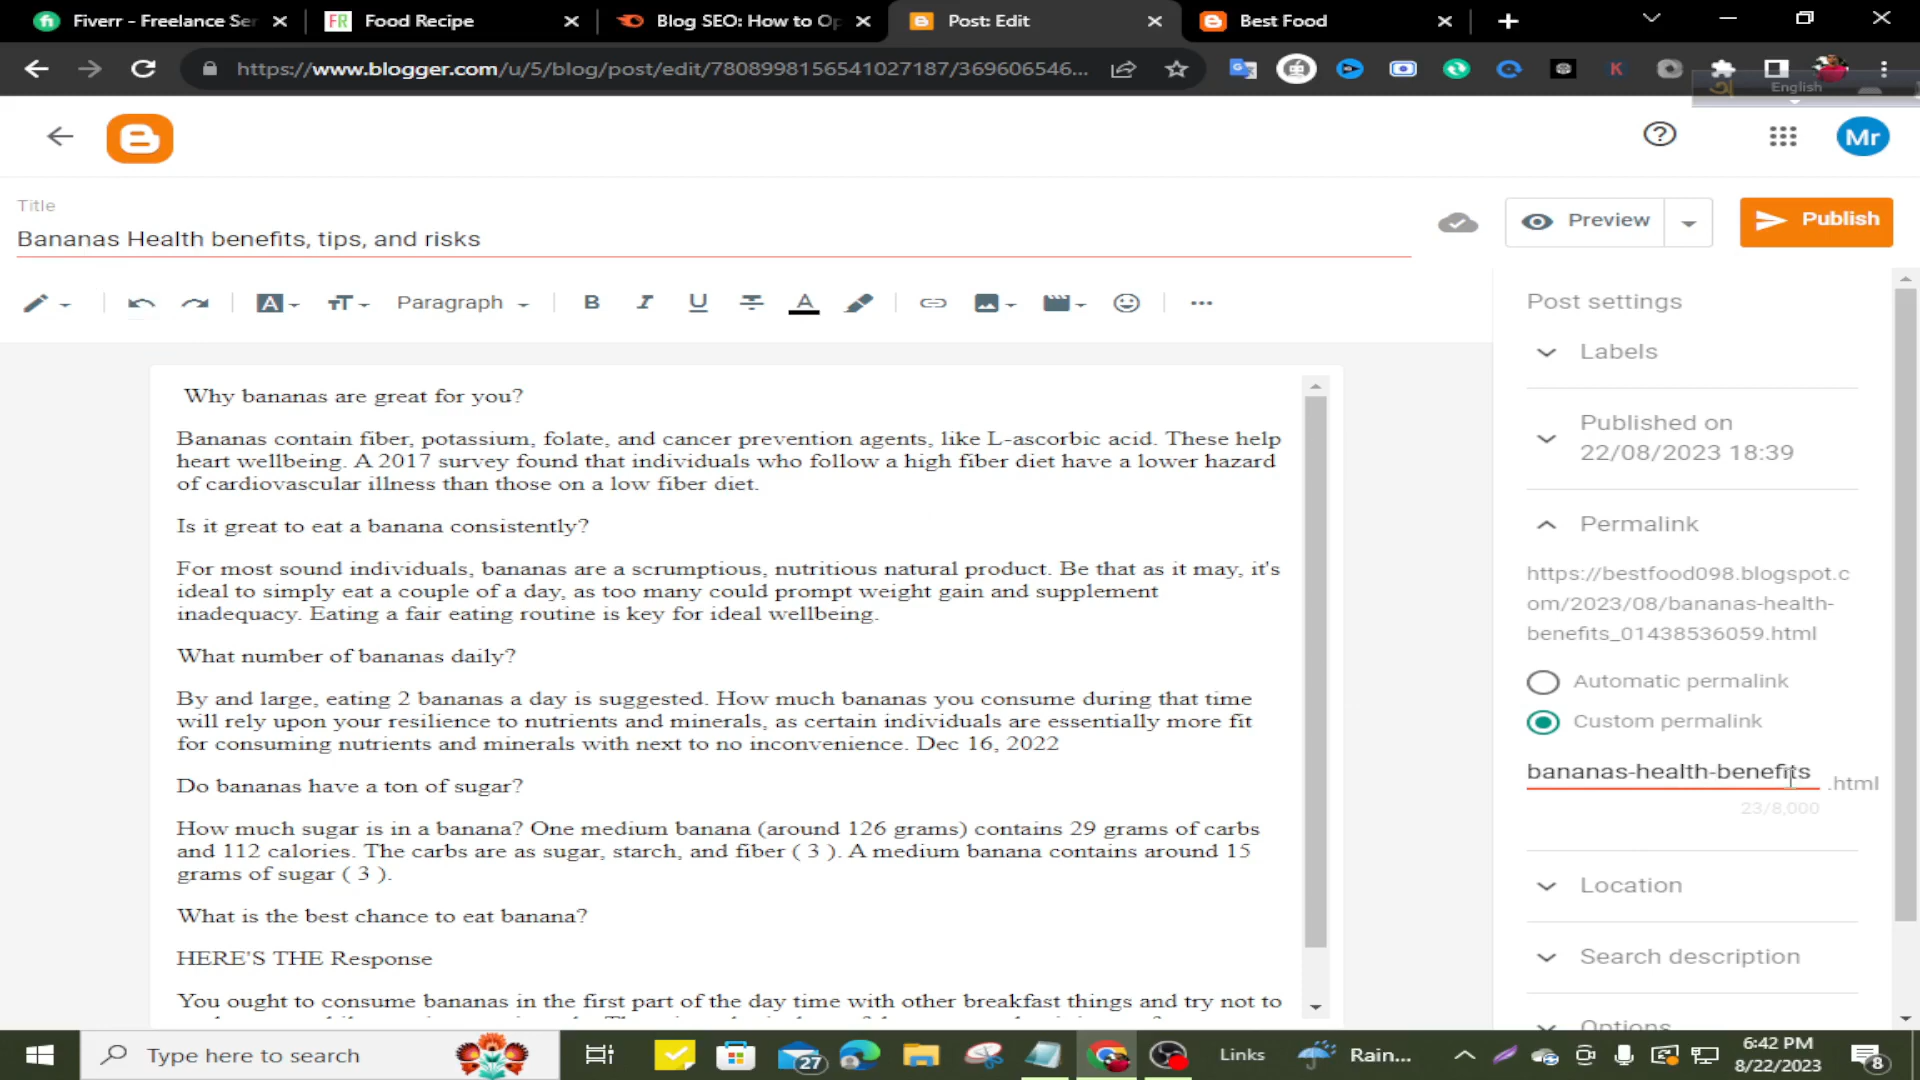 Fiverr - Freelance Ser
Food Recipe
Blog SEO: How to Op
Post: Edit
Best Food
https://www.blogger.com/u/5/blog/post/edit/7808998156541027187/369606546...
English
Mr
Title
Bananas Health benefits, tips, and risks
Preview
Publish
Paragraph
Why bananas are great for you?
Bananas contain fiber, potassium, folate, and cancer prevention agents, like L-ascorbic acid. These help
heart wellbeing. A 2017 survey found that individuals who follow a high fiber diet have a lower hazard
of cardiovascular illness than those on a low fiber diet.
Is it great to eat a banana consistently?
For most sound individuals, bananas are a scrumptious, nutritious natural product. Be that as it may, it's
ideal to simply eat a couple of a day, as too many could prompt weight gain and supplement
inadequacy. Eating a fair eating routine is key for ideal wellbeing.
What number of bananas daily?
By and large, eating 2 bananas a day is suggested. How much bananas you consume during that time
will rely upon your resilience to nutrients and minerals, as certain individuals are essentially more fit
for consuming nutrients and minerals with next to no inconvenience. Dec 16, 2022
Do bananas have a ton of sugar?
How much sugar is in a banana? One medium banana (around 126 grams) contains 29 grams of carbs
and 112 calories. The carbs are as sugar, starch, and fiber ( 3 ). A medium banana contains around 15
grams of sugar ( 3 ).
What is the best chance to eat banana?
HERE'S THE Response
You ought to consume bananas in the first part of the day time with other breakfast things and try not to
Post settings
Labels
Published on
22/08/2023 18:39
Permalink
https://bestfood098.blogspot.c
om/2023/08/bananas-health-
benefits_01438536059.html
Automatic permalink
Custom permalink
bananas-health-benefits
.html
23/8,000
Location
Search description
Options
Type here to search
27
Links
Rain...
6:42 PM
8/22/2023
8